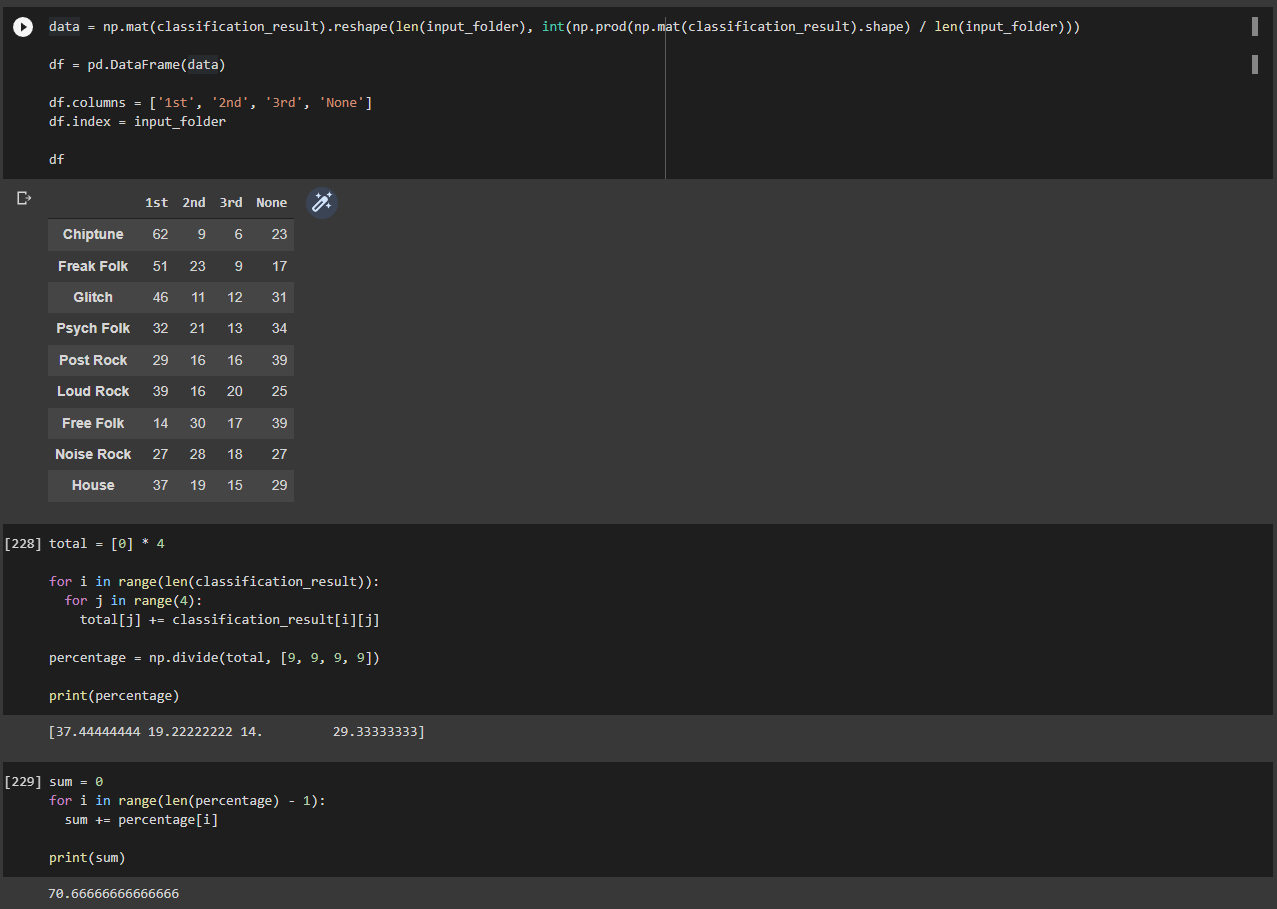 data = np.mat(classification_result).reshape(len(input_folder), int(np.prod(np.mat(classification_result).shape) / len(input_folder)))
df = pd.DataFrame(data)
df.columns = ['1st', '2nd', '3rd', 'None']
df.index = input_folder
df
1st 2nd 3rd None
Chiptune 62 9 6 23
Freak Folk 51 23 9 17
Glitch 46 11 12 31
Psych Folk 32 21 13 34
Post Rock 29 16 16 39
Loud Rock 39 16 20 25
Free Folk 14 30 17 39
Noise Rock 27 28 18 27
House 37 19 15 29
[228] total = [0] * 4
for i in range(len(classification_result)):
for j in range(4):
total[j] += classification_result[i][j]
percentage = np.divide(total, [9, 9, 9, 9])
print(percentage)
[37.44444444 19.22222222 14. 29.33333333]
[229] sum = 0
for i in range(len(percentage) - 1):
sum += percentage[i]
print(sum)
70.66666666666666